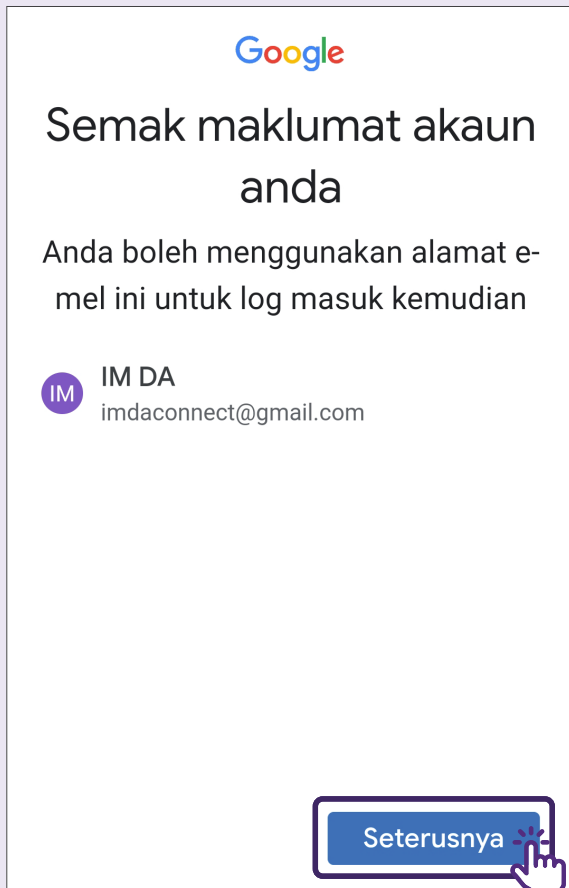 Google
Semak maklumat akaun
anda
Anda boleh menggunakan alamat e-
mel ini untuk log masuk kemudian
IM
IM DA
imdaconnect@gmail.com
Seterusnya